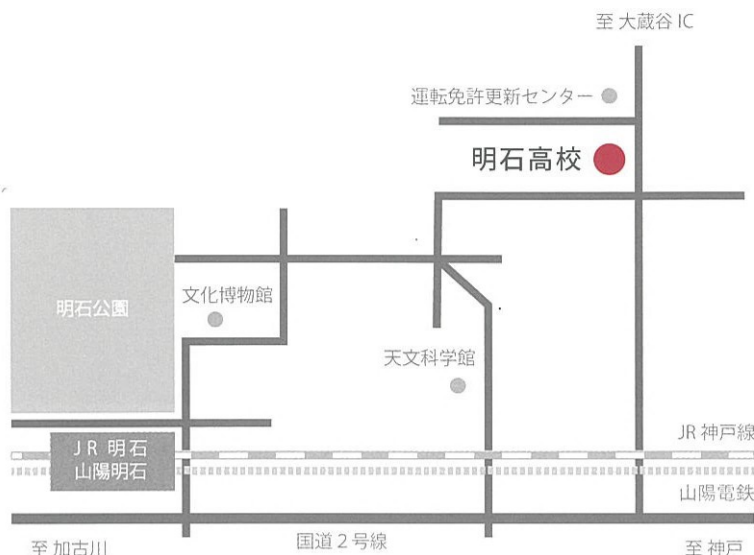 至 大蔵谷 IC
運転免許更新センター
明石高校
明石公園
文化博物館
天文科学館
JR 明石
山陽明石
JR 神戸線
山陽電鉄
至 加古川
国道2号線
至 神戸